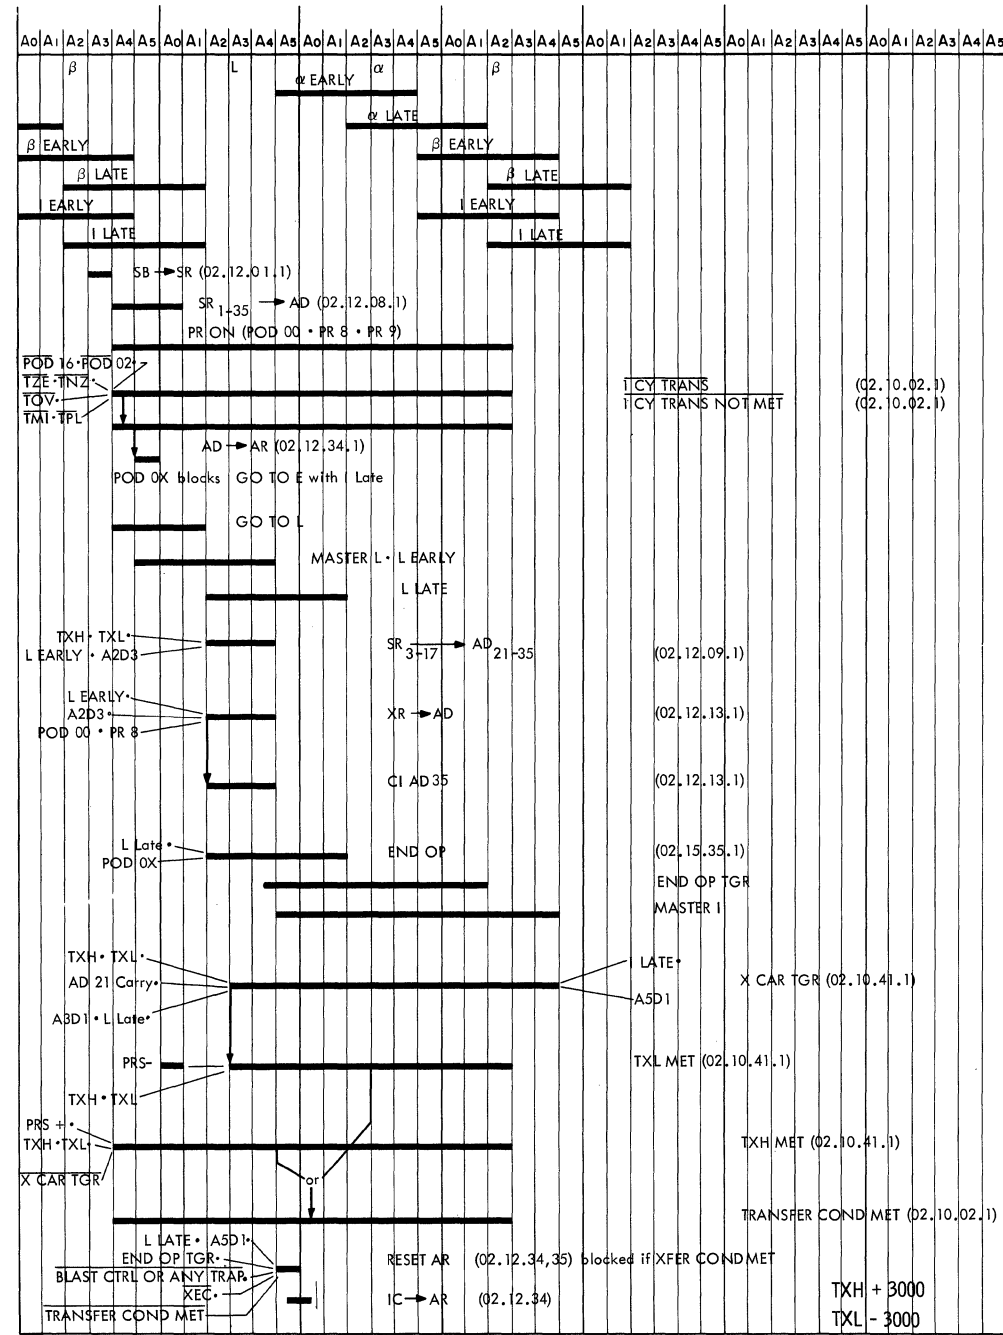 A0 A1 A2 A3 A4 A5 A0 A1 A2 A3 A4 A5 A0 A1 A2 A3 A4 A5 A0 A1 A2 A3 A4 A5 A0 A1 A2 A3 A4 A5 A0 A1 A2 A3 A4 A5 A0 A1 A2 A3 A4 A5
β L α β
α EARLY
α LATE
β EARLY β EARLY
β LATE β LATE
I EARLY I EARLY
I LATE I LATE
SB → SR (02.12.01.1)
SR 1-35 → AD (02.12.08.1)
PR ON (POD 00 • PR 8 • PR 9)
POD 16 • POD 02 •
TZE • TNZ •
TOV •
TMI • TPL
I CY TRANS (02.10.02.1)
I CY TRANS NOT MET (02.10.02.1)
AD → AR (02.12.34.1)
POD 0X blocks GO TO E with I Late
GO TO L
MASTER L • L EARLY
L LATE
TXH • TXL •
L EARLY • A2D3
SR 3-17 → AD 21-35 (02.12.09.1)
L EARLY •
A2D3 •
POD 00 • PR 8
XR → AD (02.12.13.1)
CI AD 35 (02.12.13.1)
L Late •
POD 0X
END OP (02.15.35.1)
END OP TGR
MASTER I
TXH • TXL •
AD 21 Carry •
A3D1 • L Late •
I LATE •
A5D1
X CAR TGR (02.10.41.1)
PRS-
TXH • TXL
TXL MET (02.10.41.1)
PRS + •
TXH • TXL •
X CAR TGR
TXH MET (02.10.41.1)
or
TRANSFER COND MET (02.10.02.1)
L LATE • A5D1 •
END OP TGR •
BLAST CTRL OR ANY TRAP •
XEC •
TRANSFER COND MET
RESET AR (02.12.34,35) blocked if XFER COND MET
IC → AR (02.12.34)
TXH + 3000
TXL - 3000